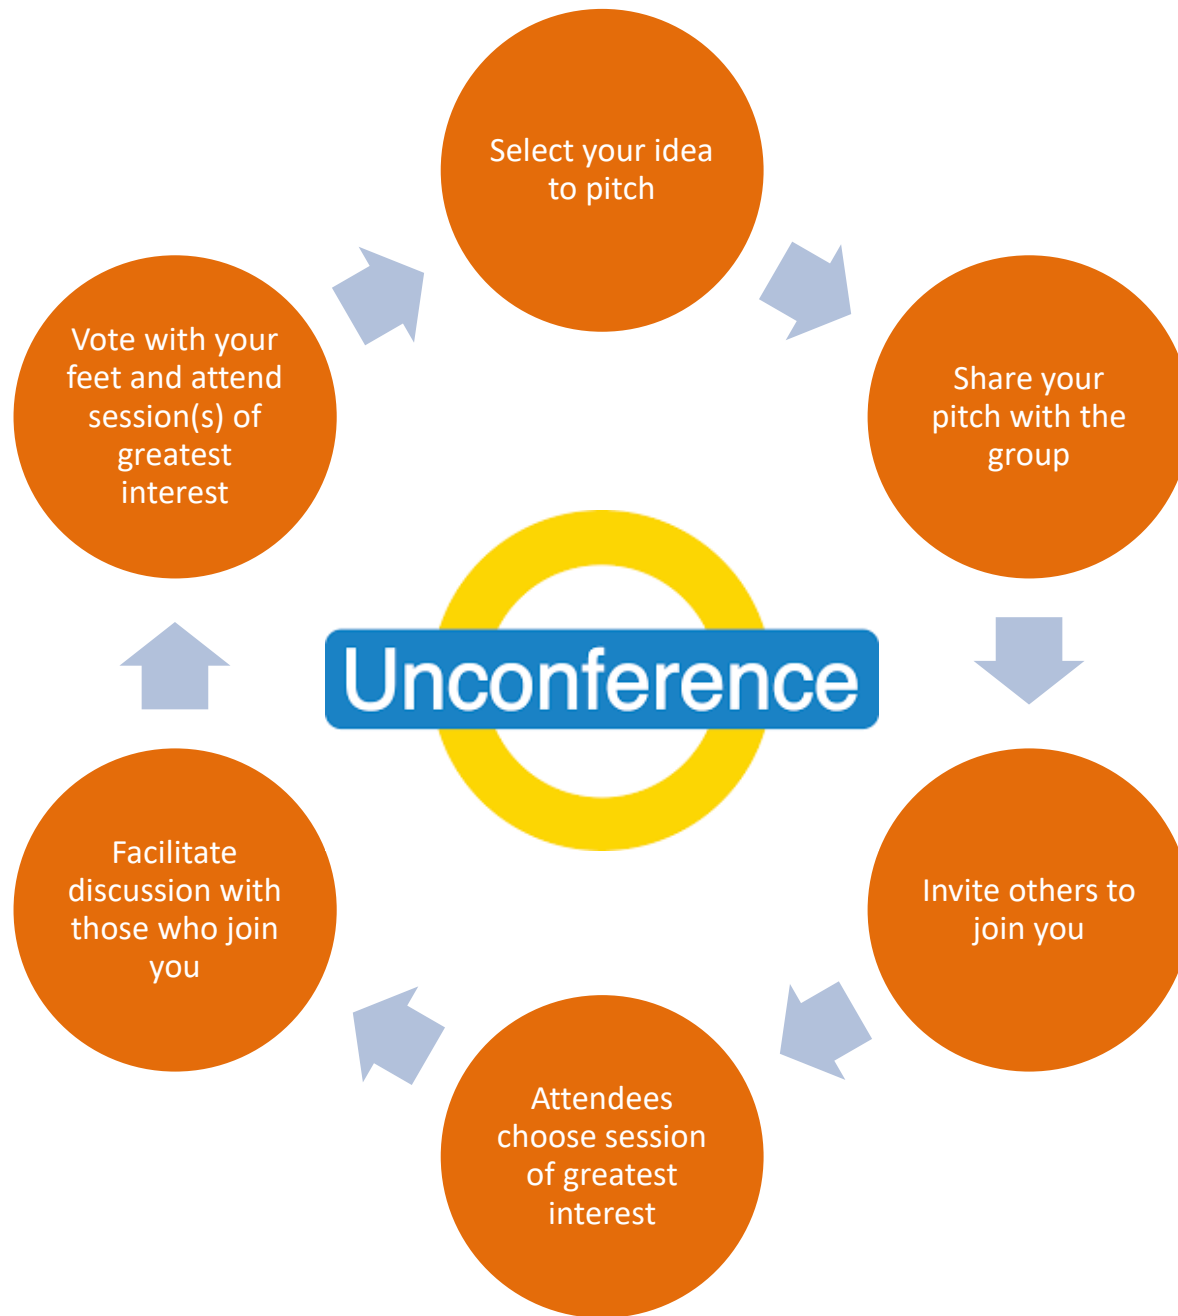 Select your idea
to pitch
Share your
pitch with the
group
Invite others to
join you
Attendees
choose session
of greatest
interest
Facilitate
discussion with
those who join
you
Vote with your
feet and attend
session(s) of
greatest
interest
Unconference